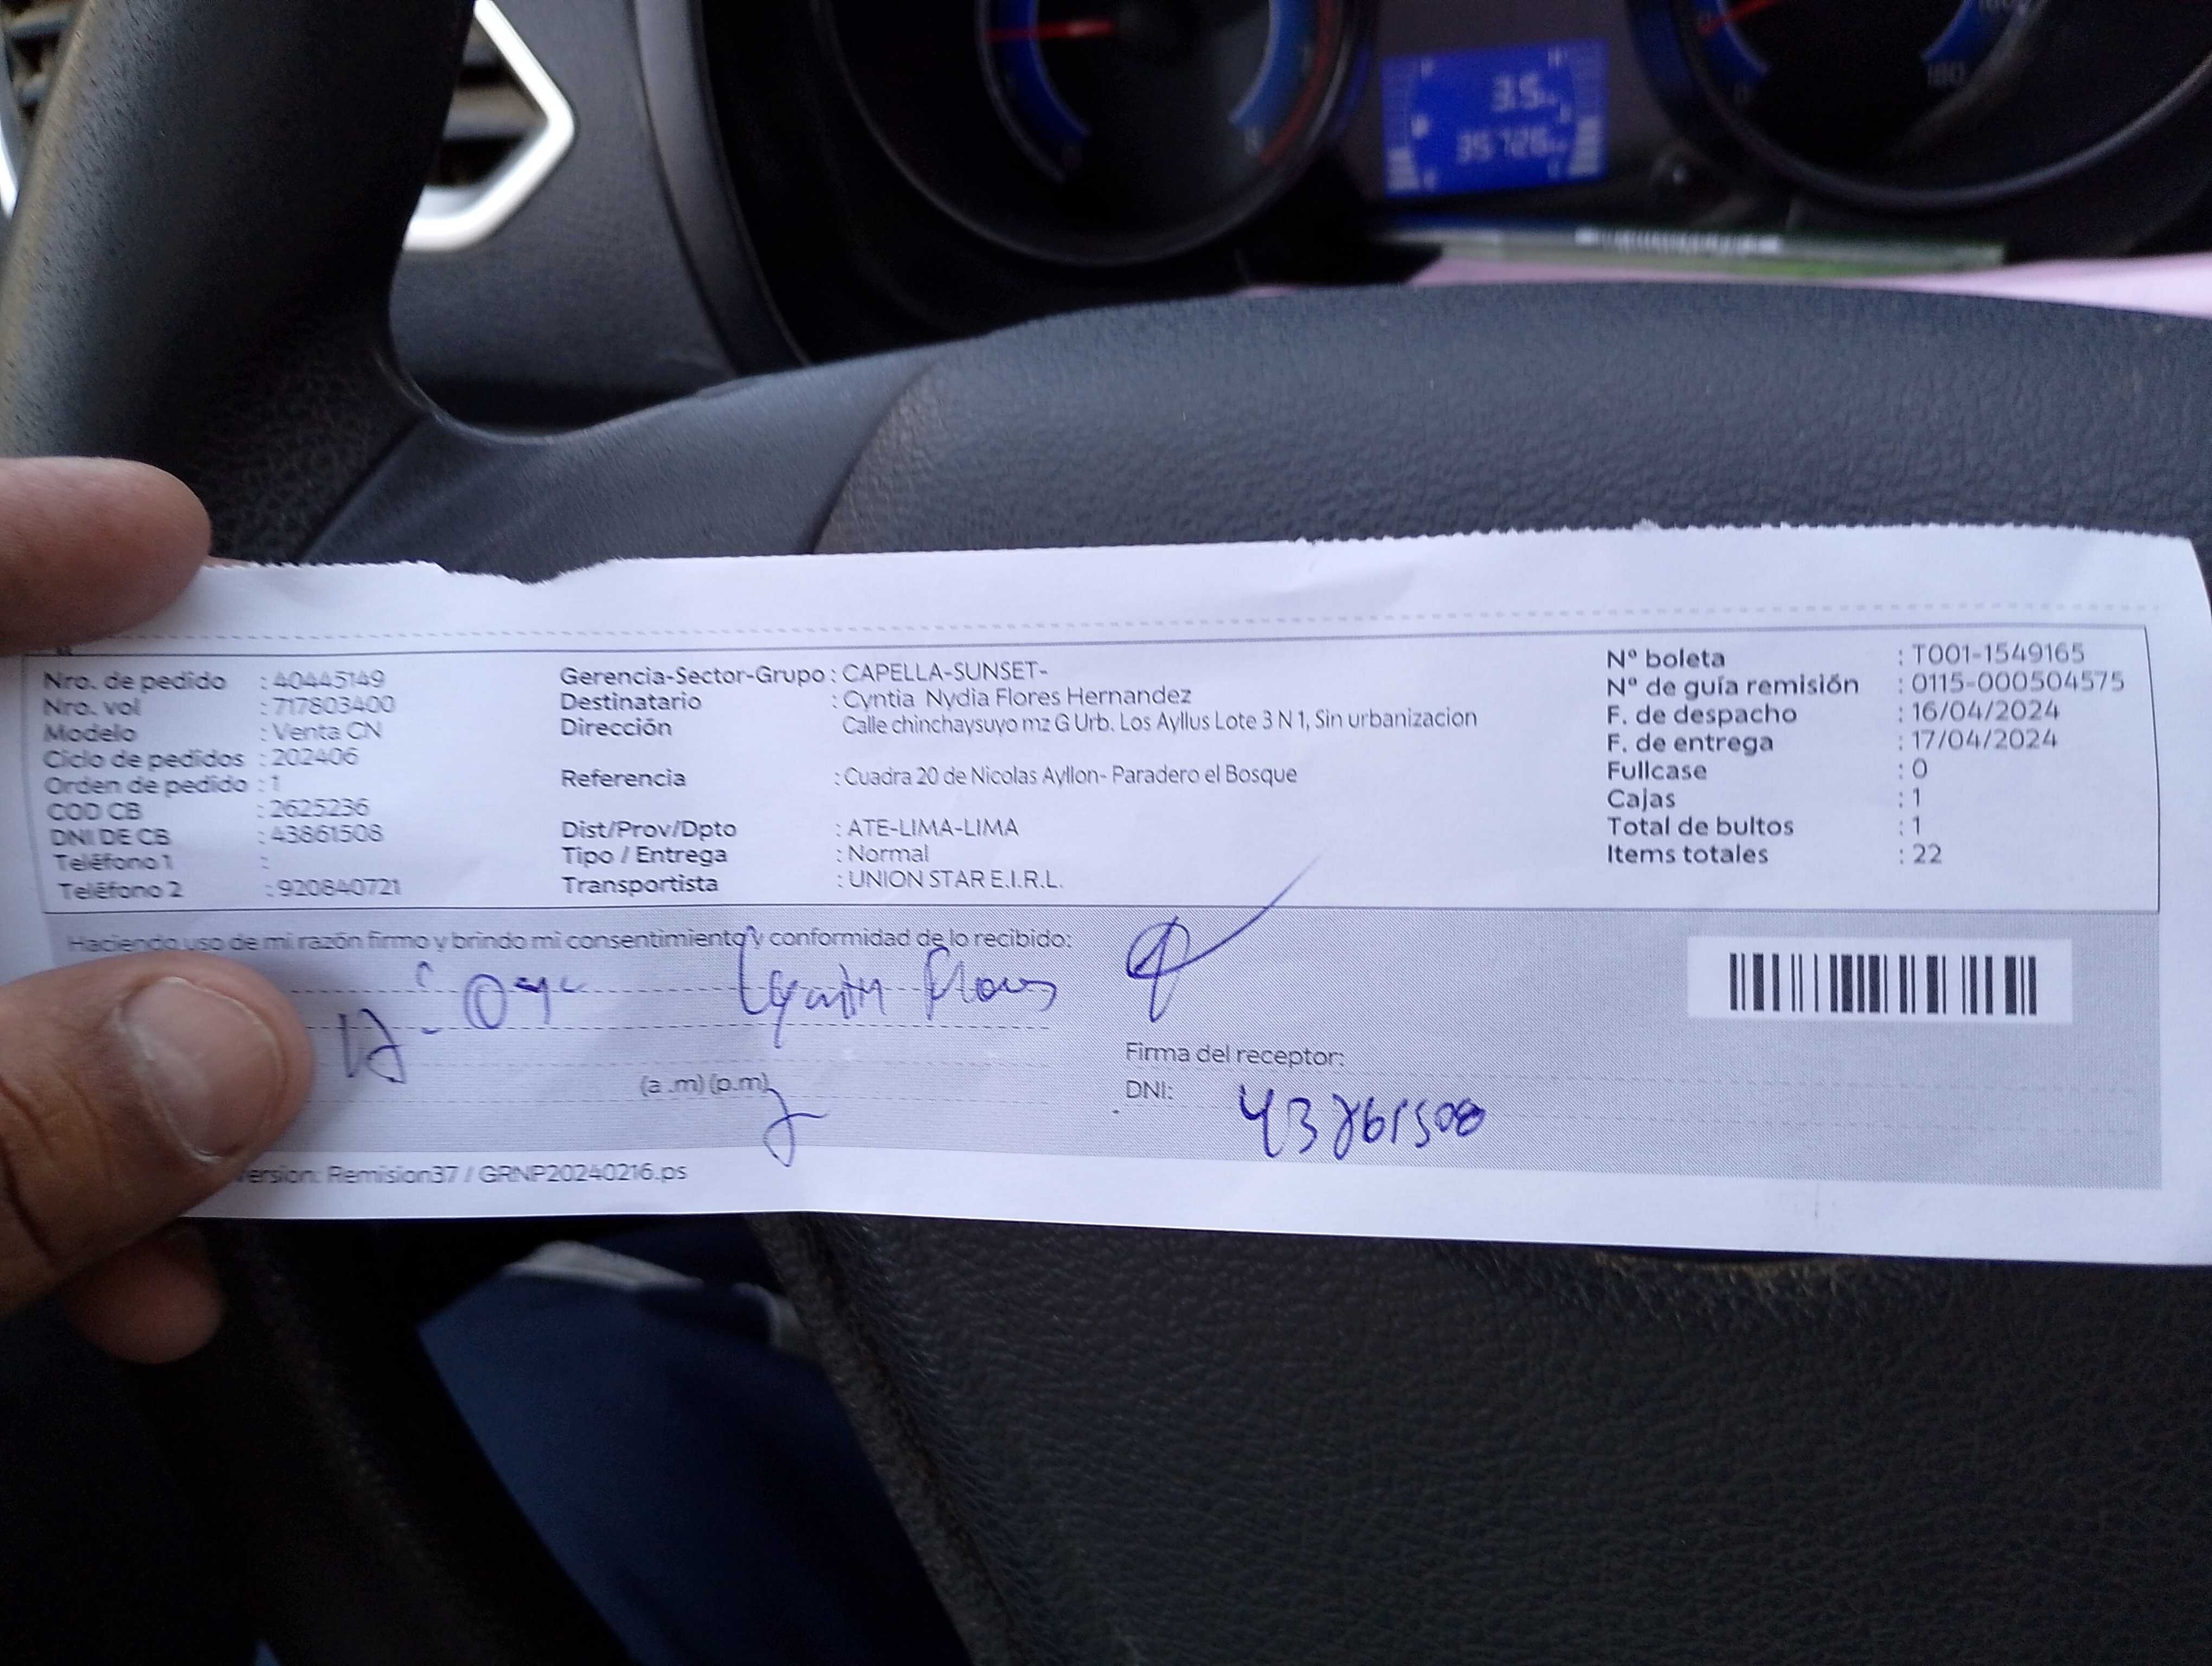 3.5
35726
180
Nro. de pedido : 40445149
Nro. vol : 717803400
Modelo : Venta CN
Ciclo de pedidos : 202406
Orden de pedido : 1
COD CB : 2625236
DNI DE CB : 43861508
Teléfono 1 :
Teléfono 2 : 920840721
Gerencia-Sector-Grupo : CAPELLA-SUNSET-
Destinatario : Cyntia Nydia Flores Hernandez
Dirección Calle chinchaysuyo mz G Urb. Los Ayllus Lote 3 N 1, Sin urbanizacion
Referencia : Cuadra 20 de Nicolas Ayllon- Paradero el Bosque
Dist/Prov/Dpto : ATE-LIMA-LIMA
Tipo / Entrega : Normal
Transportista : UNION STAR E.I.R.L.
Nº boleta : T001-1549165
Nº de guía remisión : 0115-000504575
F. de despacho : 16/04/2024
F. de entrega : 17/04/2024
Fullcase : 0
Cajas : 1
Total de bultos : 1
Items totales : 22
Haciendo uso de mi razón firmo y brindo mi consentimiento y conformidad de lo recibido:
Flores
(a .m) (p.m)
Firma del receptor:
DNI: 43861508
ersion: Remision37 / GRNP20240216.ps